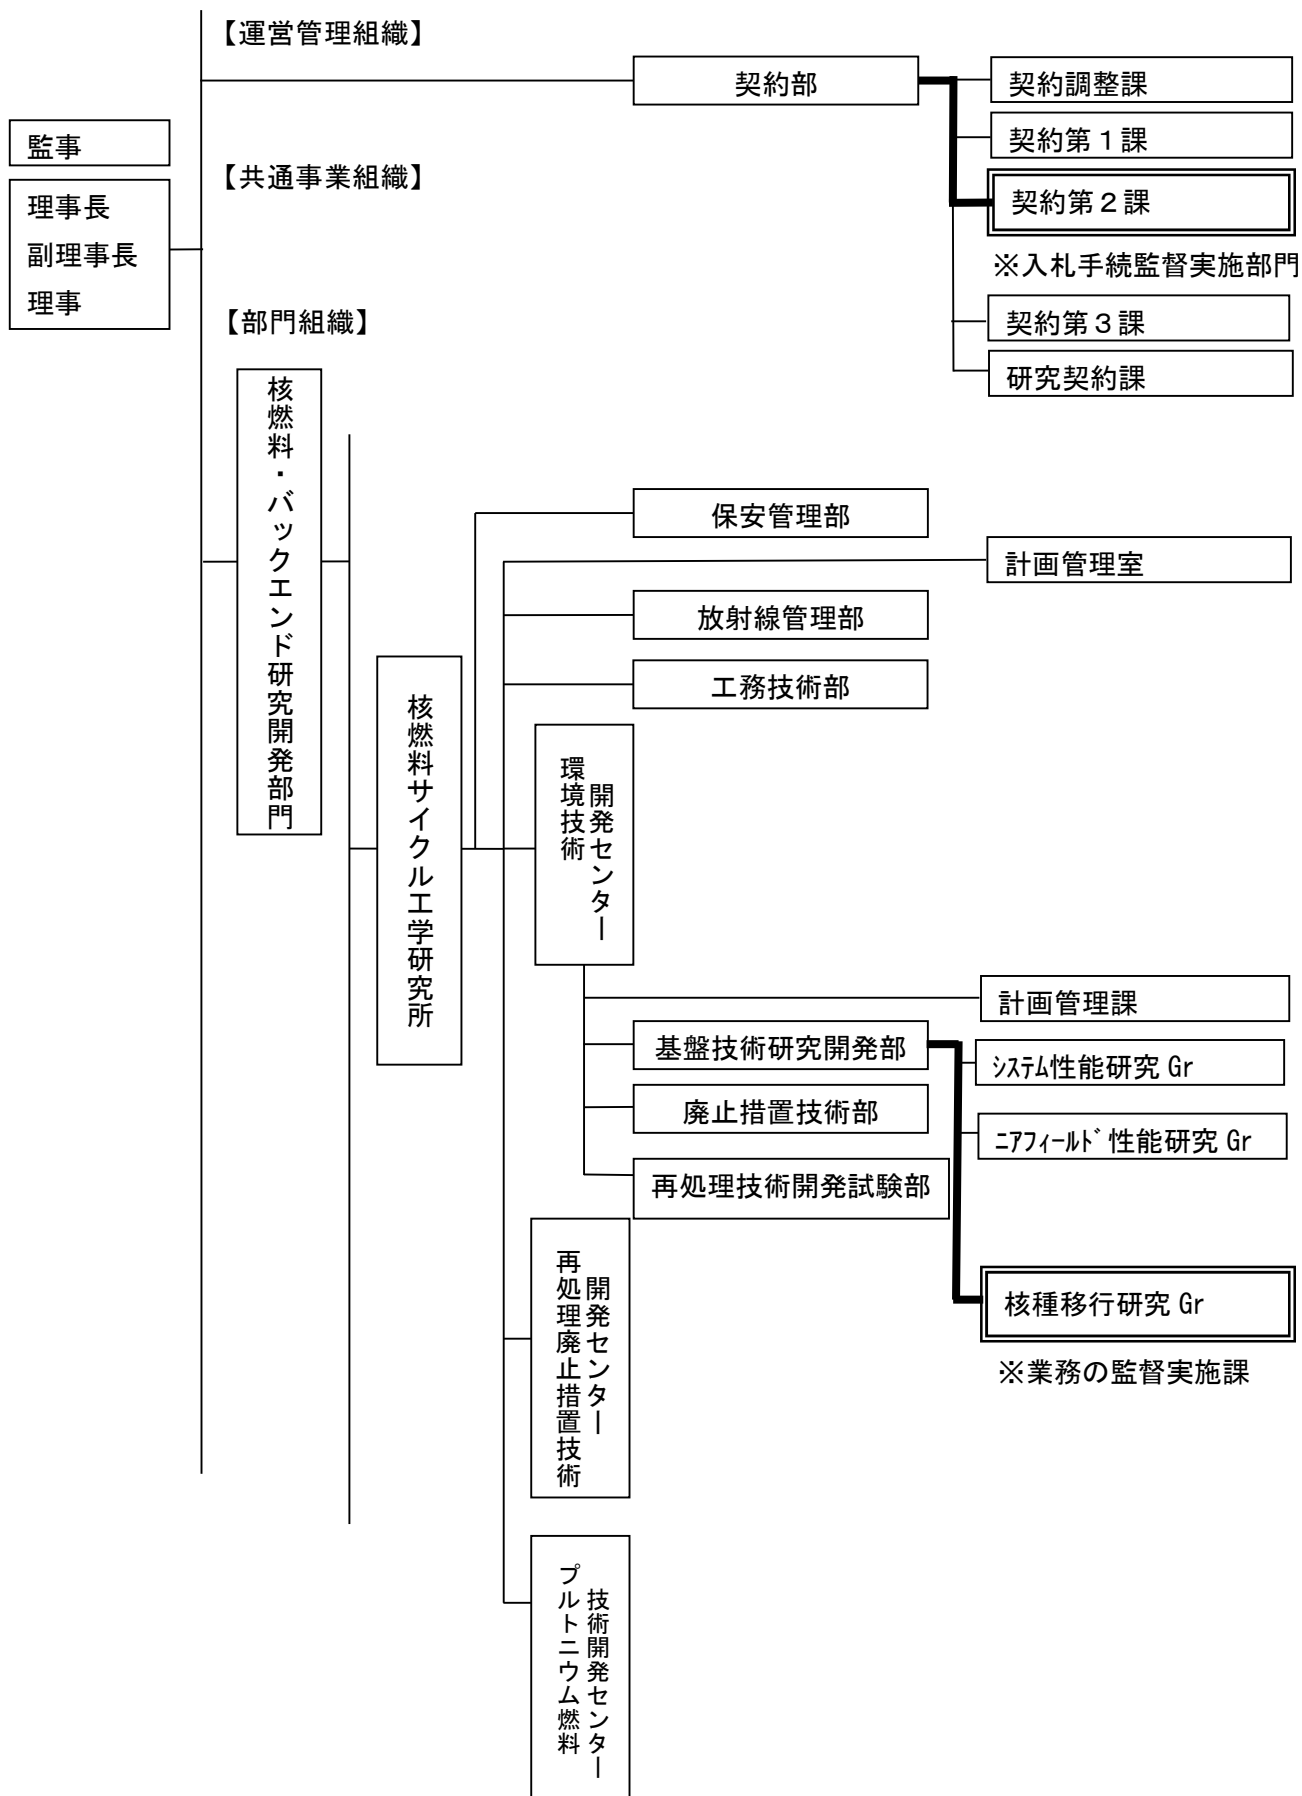 【運営管理組織】
契約部
契約調整課
契約第１課
契約第２課
※入札手続監督実施部門
契約第３課
研究契約課
監事
理事長
副理事長
理事
【共通事業組織】
【部門組織】
核燃料・バックエンド研究開発部門
核燃料サイクル工学研究所
保安管理部
計画管理室
放射線管理部
工務技術部
環境技術
開発センター
計画管理課
基盤技術研究開発部
ｼｽﾃﾑ性能研究 Gr
ﾆｱﾌｨｰﾙﾄﾞ性能研究 Gr
廃止措置技術部
再処理技術開発試験部
核種移行研究 Gr
※業務の監督実施課
再処理廃止措置技術
開発センター
プルトニウム燃料
技術開発センター